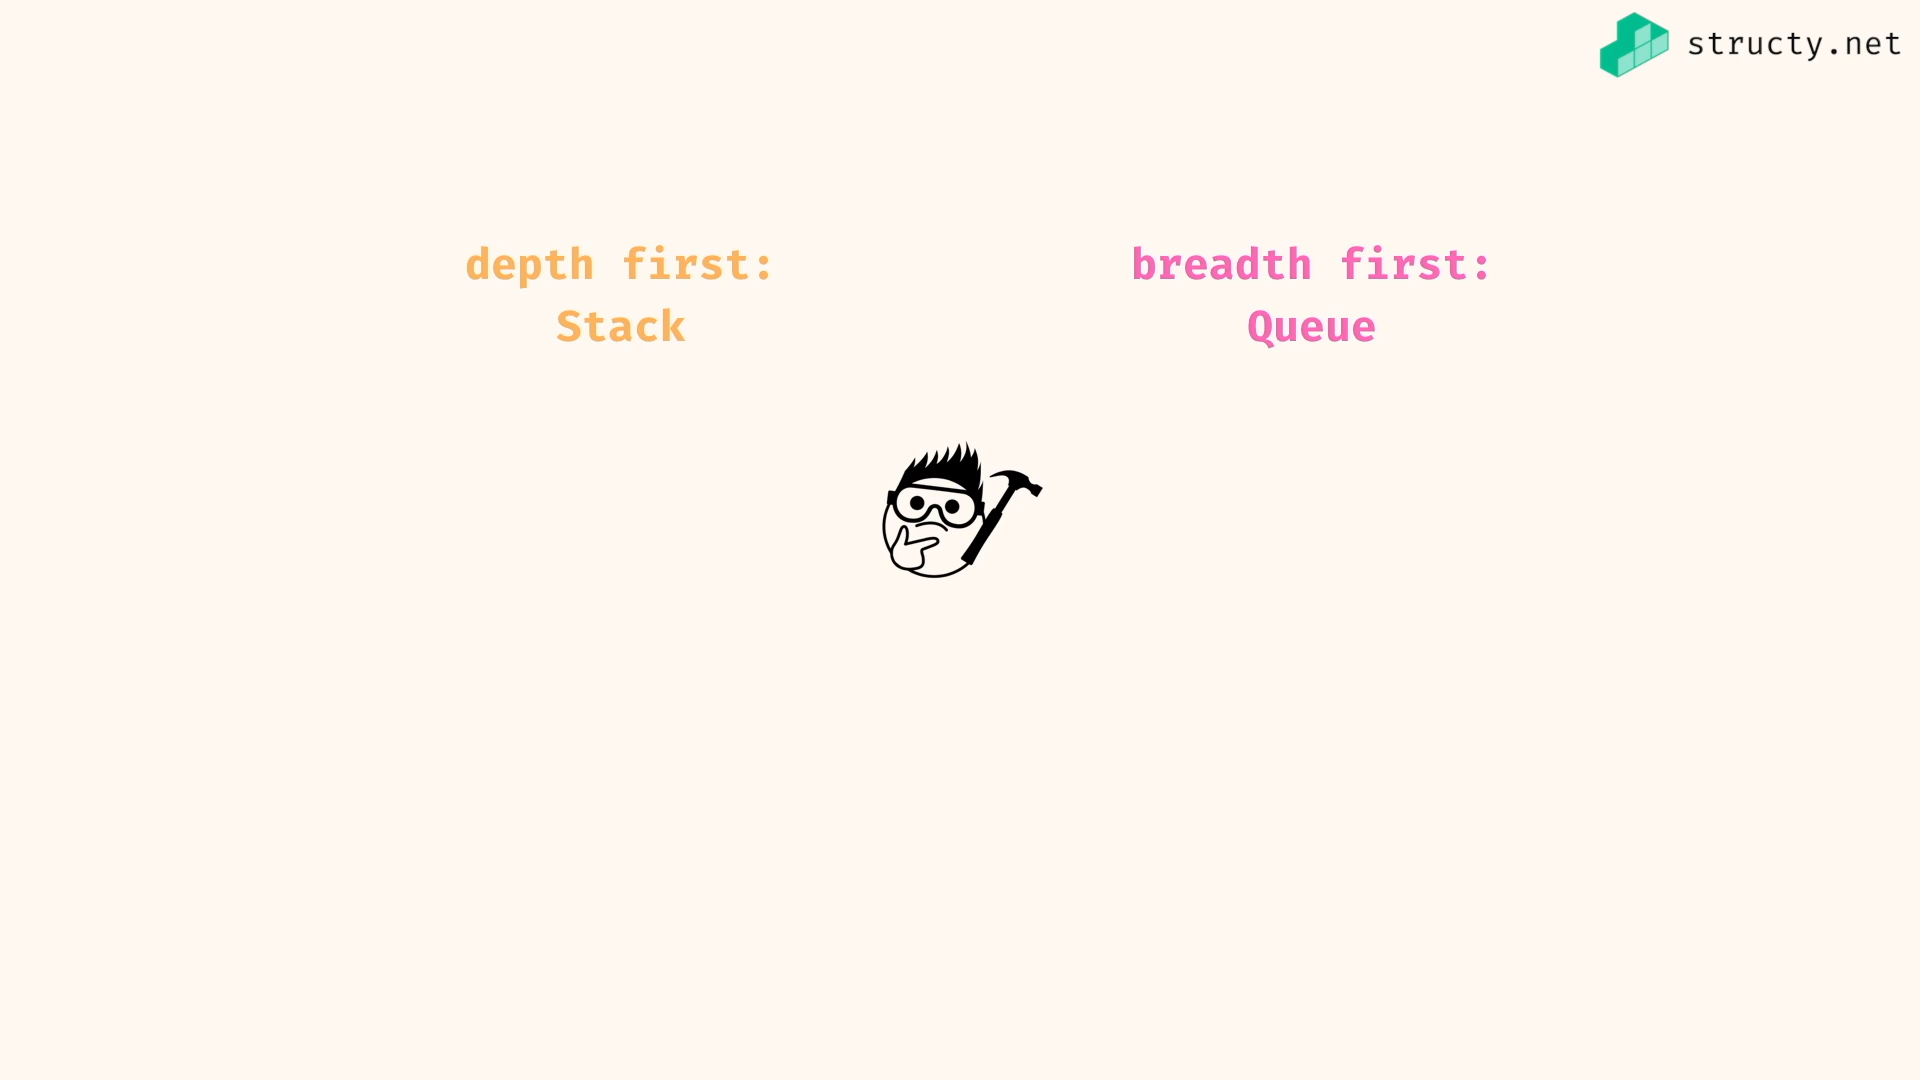 structy.net
depth first:
Stack
breadth first:
Queue